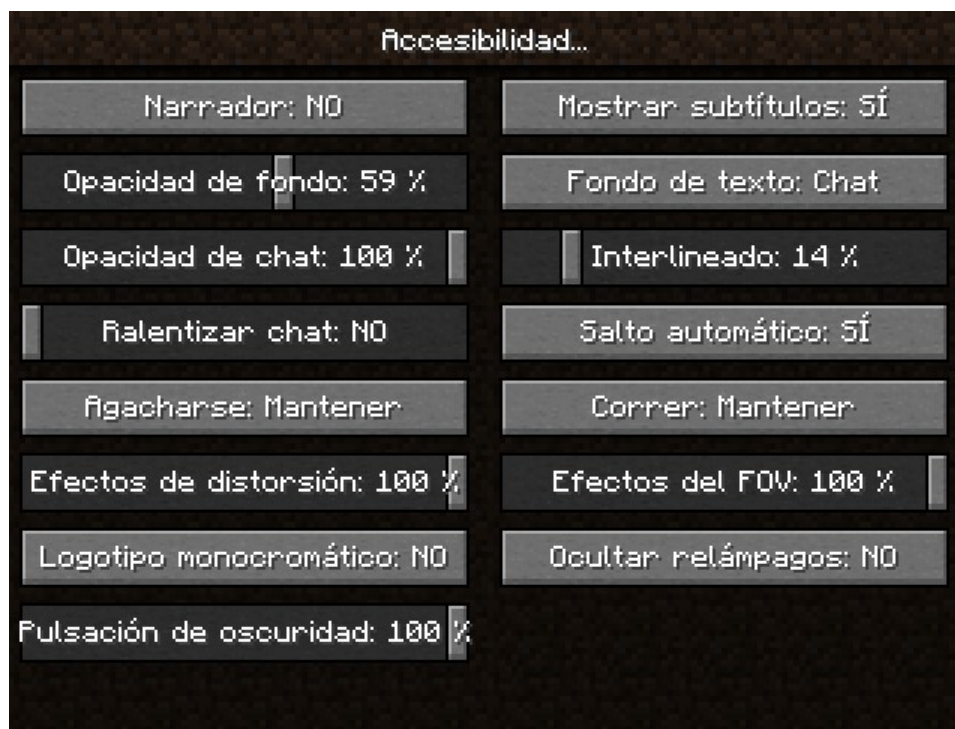 Accesibilidad...
Narrador: NO
Mostrar subtítulos: SÍ
Opacidad de fondo: 59 %
Fondo de texto: Chat
Opacidad de chat: 100 %
Interlineado: 14 %
Ralentizar chat: NO
Salto automático: SÍ
Agacharse: Mantener
Correr: Mantener
Efectos de distorsión: 100 %
Efectos del FOV: 100 %
Logotipo monocromático: NO
Ocultar relámpagos: NO
Pulsación de oscuridad: 100 %